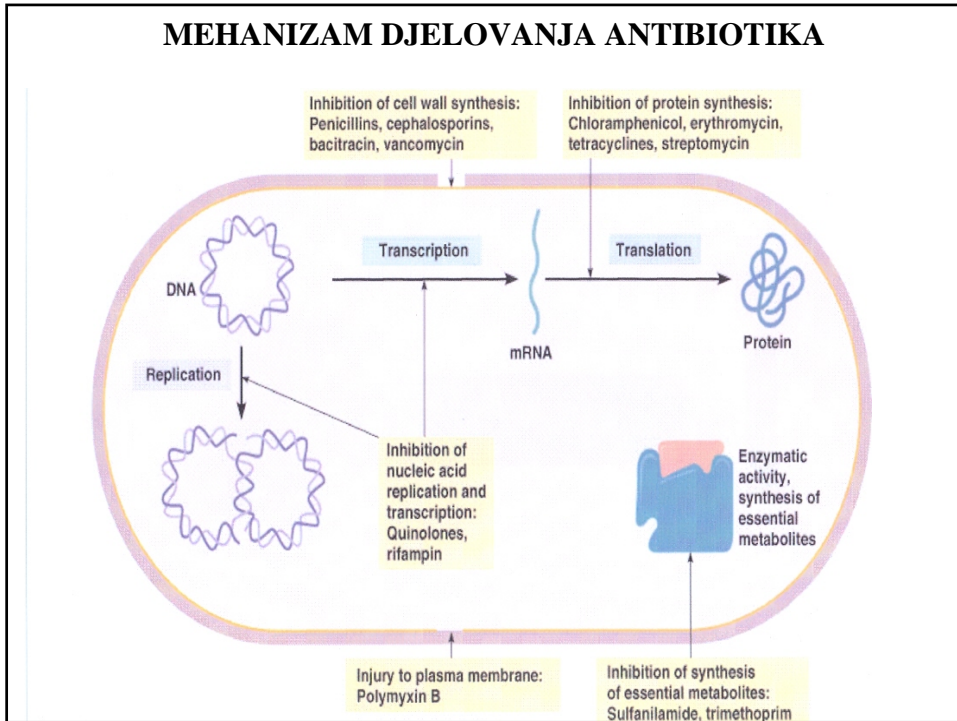 MEHANIZAM DJELOVANJA ANTIBIOTIKA
Inhibition of cell wall synthesis:
Penicillins, cephalosporins,
bacitracin, vancomycin
Inhibition of protein synthesis:
Chloramphenicol, erythromycin,
tetracyclines, streptomycin
Transcription
Translation
DNA
mRNA
Protein
Replication
Inhibition of
nucleic acid
replication and
transcription:
Quinolones,
rifampin
Enzymatic
activity,
synthesis of
essential
metabolites
Injury to plasma membrane:
Polymyxin B
Inhibition of synthesis
of essential metabolites:
Sulfanilamide, trimethoprim